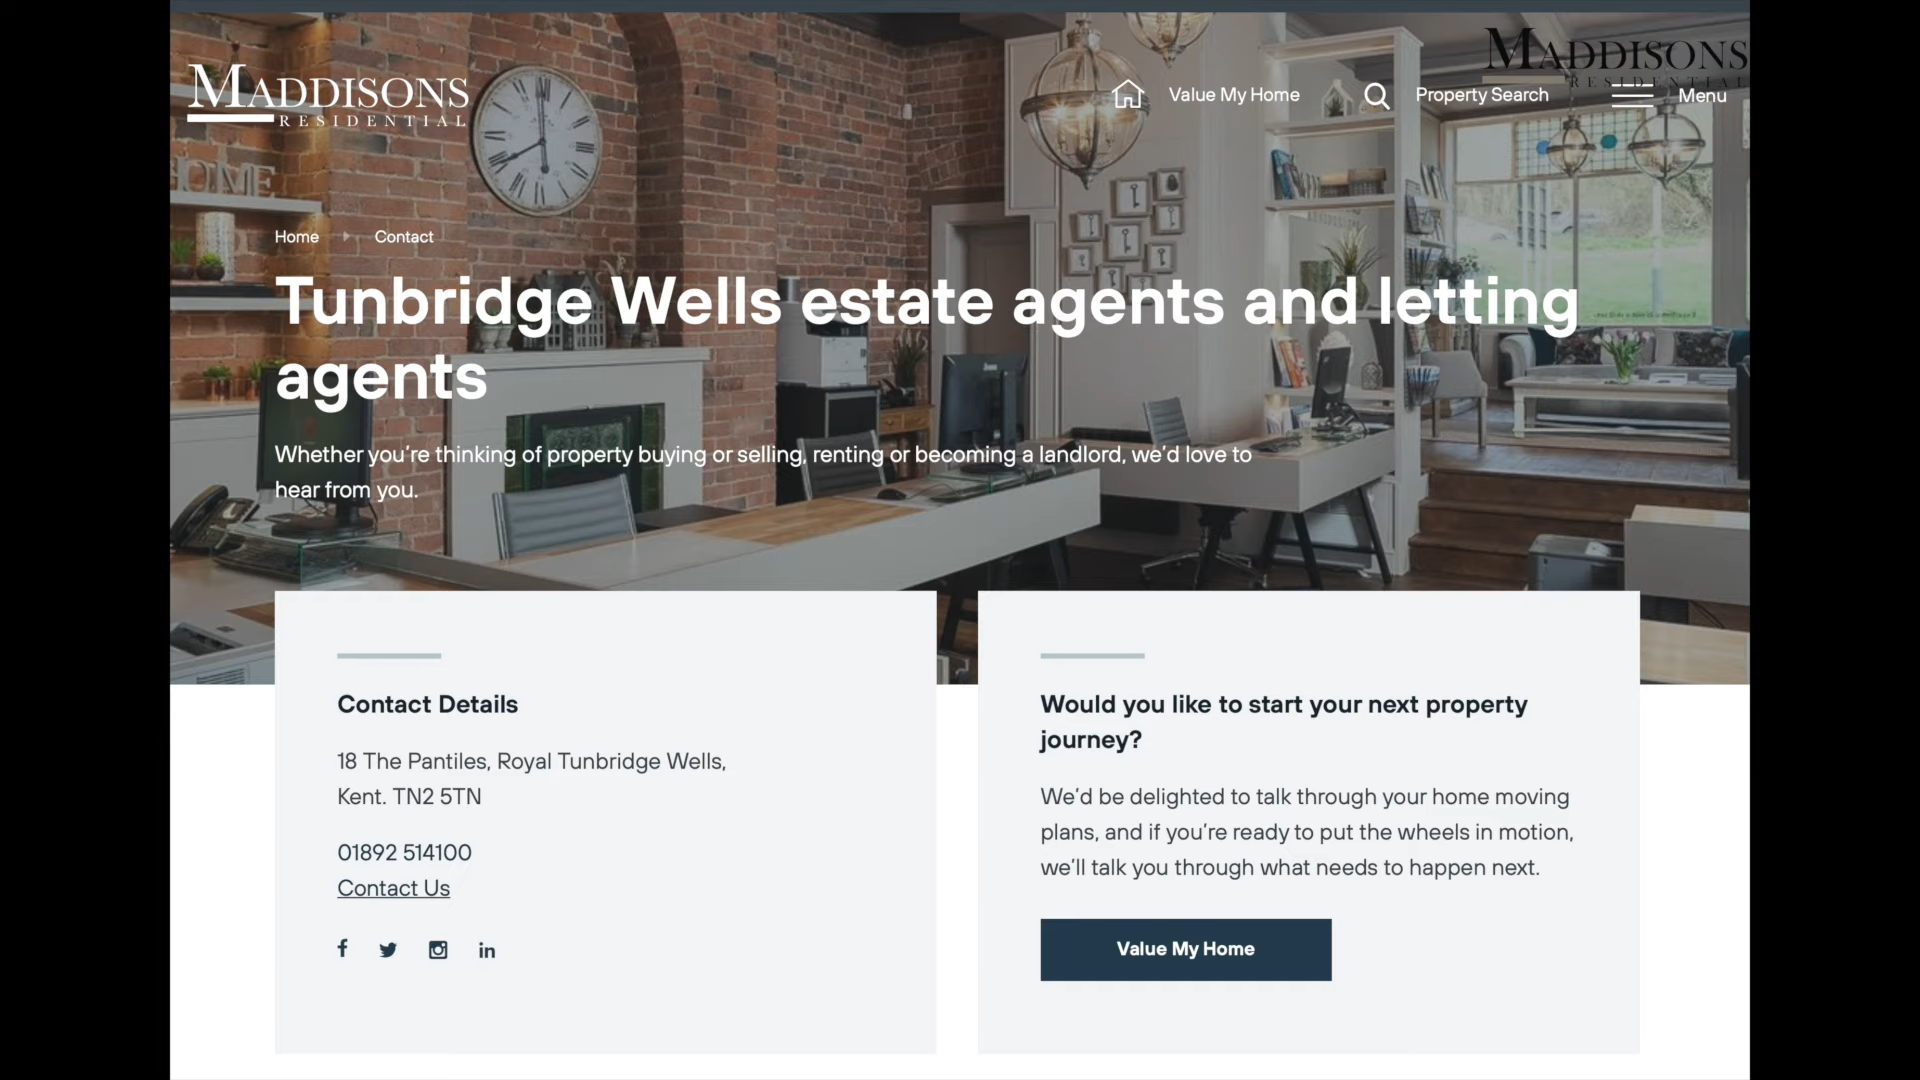 MADDISONS
RESIDENTIAL
Value My Home
Property Search
MADDISONS
RESIDENTIAL
Menu
HOME
Home
Contact
Tunbridge Wells estate agents and letting
agents
Whether you’re thinking of property buying or selling, renting or becoming a landlord, we’d love to
hear from you.
Contact Details
18 The Pantiles, Royal Tunbridge Wells,
Kent. TN2 5TN
01892 514100
Contact Us
Would you like to start your next property
journey?
We’d be delighted to talk through your home moving
plans, and if you’re ready to put the wheels in motion,
we’ll talk you through what needs to happen next.
Value My Home